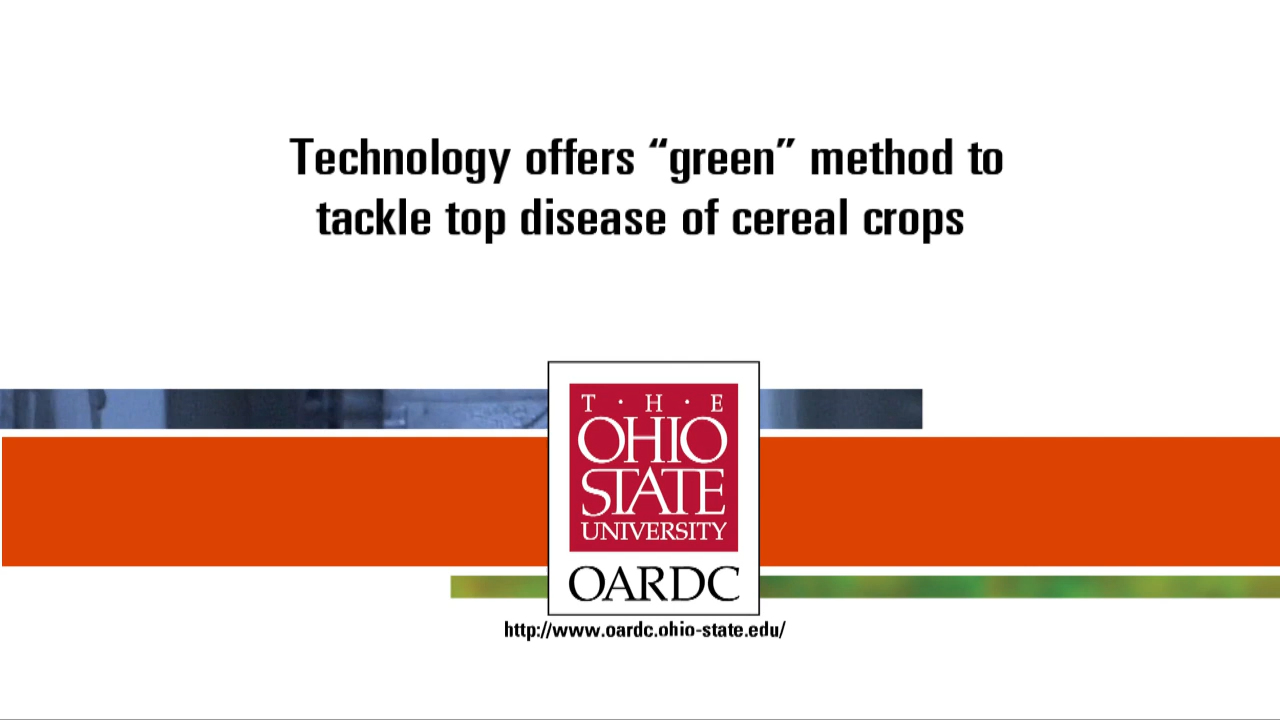 Technology offers “green” method to
tackle top disease of cereal crops
T · H · E
OHIO
STATE
UNIVERSITY
OARDC
http://www.oardc.ohio-state.edu/